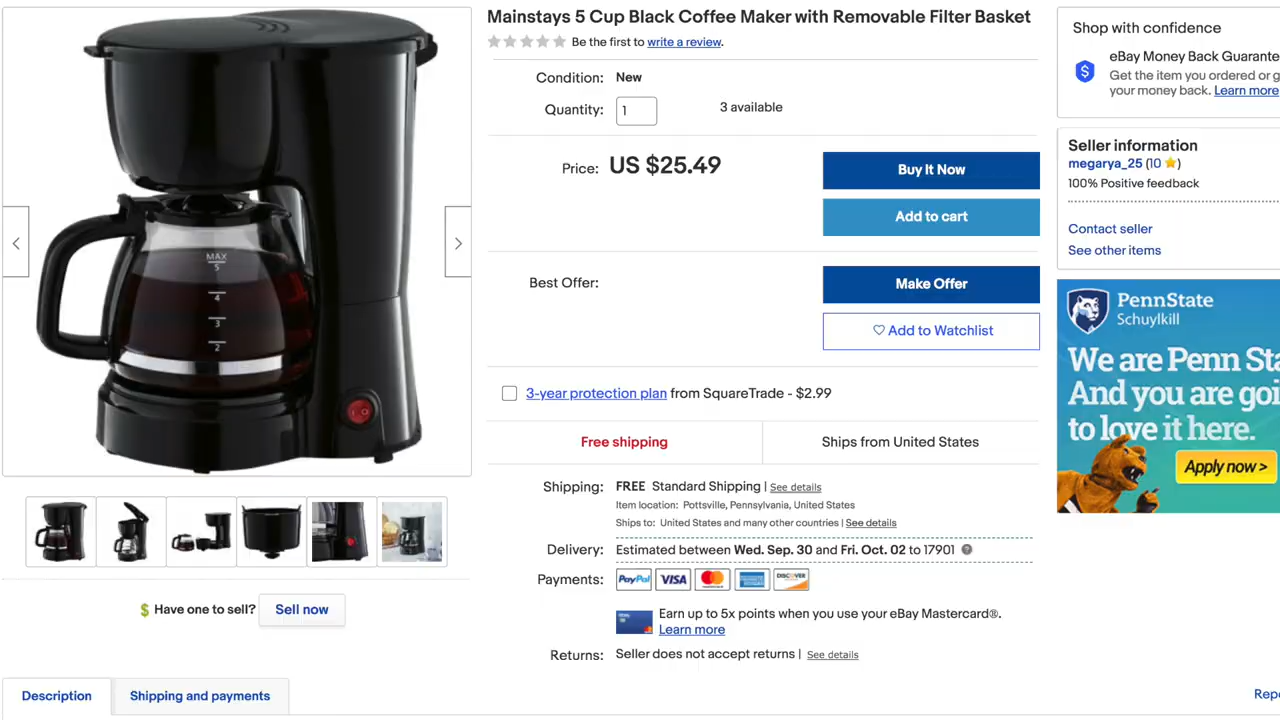 Mainstays 5 Cup Black Coffee Maker with Removable Filter Basket
Be the first to write a review.
Condition: New
Quantity: 1 3 available
Price: US $25.49
Buy It Now
Add to cart
Best Offer:
Make Offer
Add to Watchlist
3-year protection plan from SquareTrade - $2.99
Free shipping
Ships from United States
Shipping: FREE Standard Shipping | See details
Item location: Pottsville, Pennsylvania, United States
Ships to: United States and many other countries | See details
Delivery: Estimated between Wed. Sep. 30 and Fri. Oct. 02 to 17901 ?
Payments: PayPal VISA DISCOVER
Earn up to 5x points when you use your eBay Mastercard®.
Learn more
Returns: Seller does not accept returns | See details
MAX
5
4
3
2
$ Have one to sell? Sell now
Description
Shipping and payments
Shop with confidence
$
eBay Money Back Guarante
Get the item you ordered or g
your money back. Learn more
Seller information
megarya_25 (10 ★)
100% Positive feedback
Contact seller
See other items
PennState
Schuylkill
We are Penn Sta
And you are goi
to love it here.
Apply now >
Repo